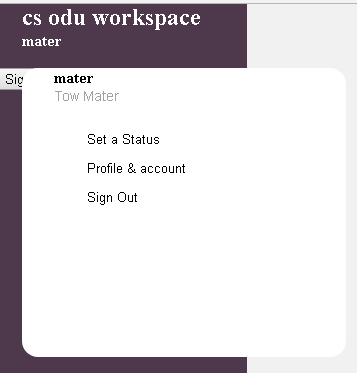 cs odu workspace
mater
Sig
mater
Tow Mater
Set a Status
Profile & account
Sign Out